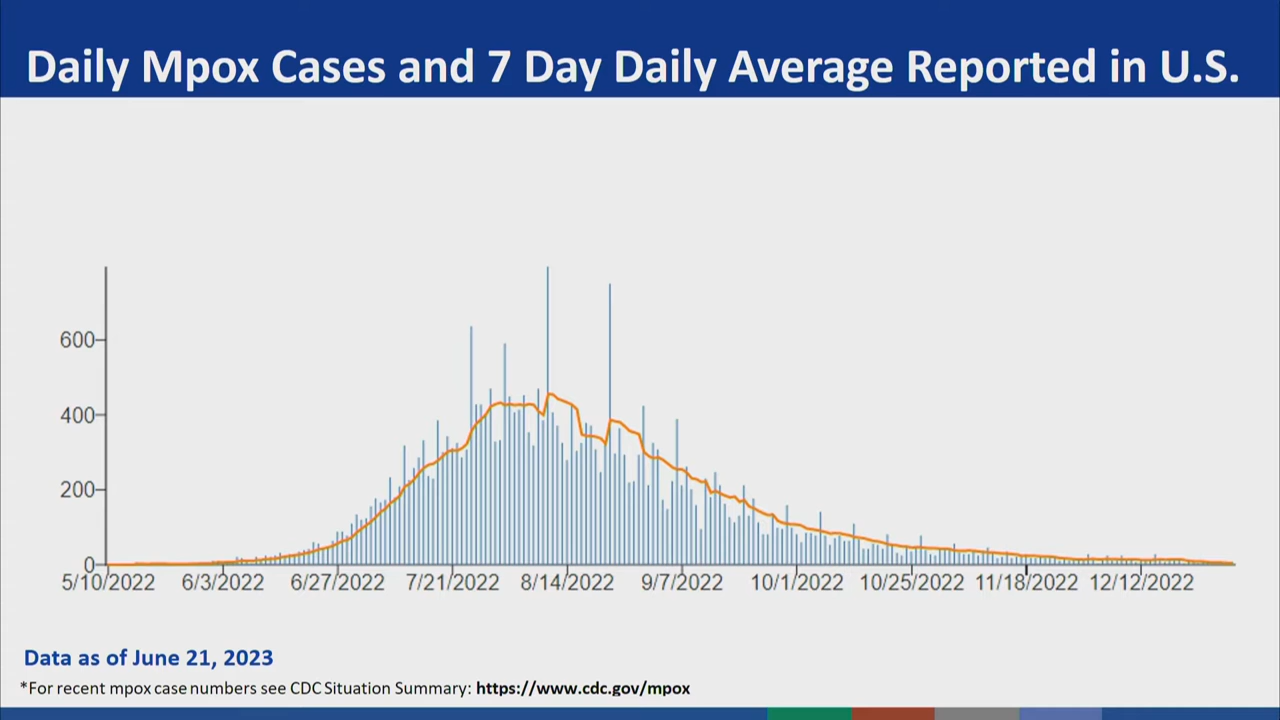 Daily Mpox Cases and 7 Day Daily Average Reported in U.S.
600
400
200
0
5/10/2022 6/3/2022 6/27/2022 7/21/2022 8/14/2022 9/7/2022 10/1/2022 10/25/2022 11/18/2022 12/12/2022
Data as of June 21, 2023
*For recent mpox case numbers see CDC Situation Summary: https://www.cdc.gov/mpox